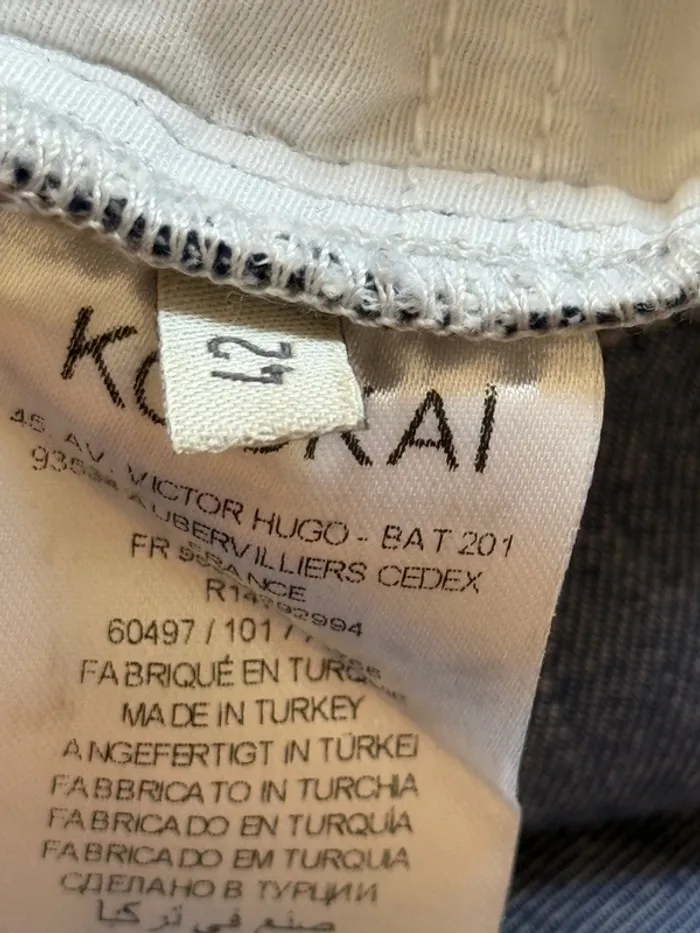 42
KOOKAI
45, AV. VICTOR HUGO - BAT 201
AUBERVILLIERS CEDEX
FRANCE
60497 / 101 /
FABRIQUÉ EN
MADE IN TURKEY
ANGEFERTIGT IN TÜRKEI
FABBRICATO IN TURCHIA
FABRICADO EN TURQUÍA
FABRICADO EM TURQUIA
СДЕЛАНО В ТУРЦИИ
صنع في تركيا